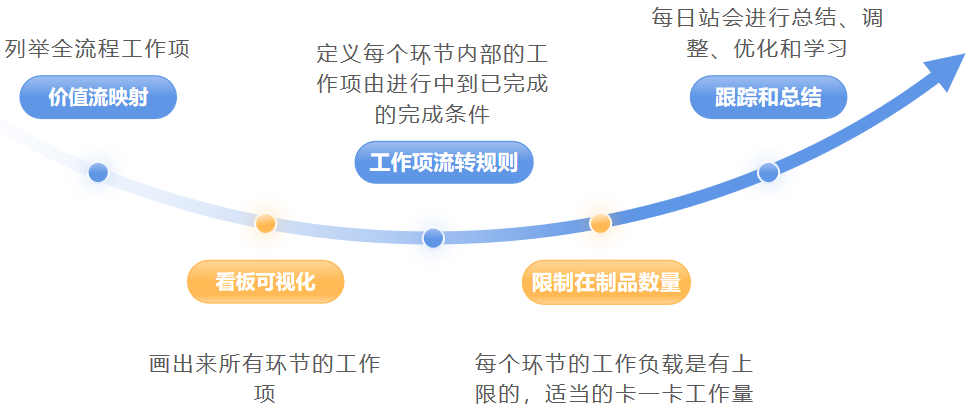 列举全流程工作项
价值流映射
看板可视化
画出来所有环节的工作
项
定义每个环节内部的工
作项由进行中到已完成
的完成条件
工作项流转规则
限制在制品数量
每个环节的工作负载是有上
限的，适当的卡一卡工作量
每日站会进行总结、调
整、优化和学习
跟踪和总结